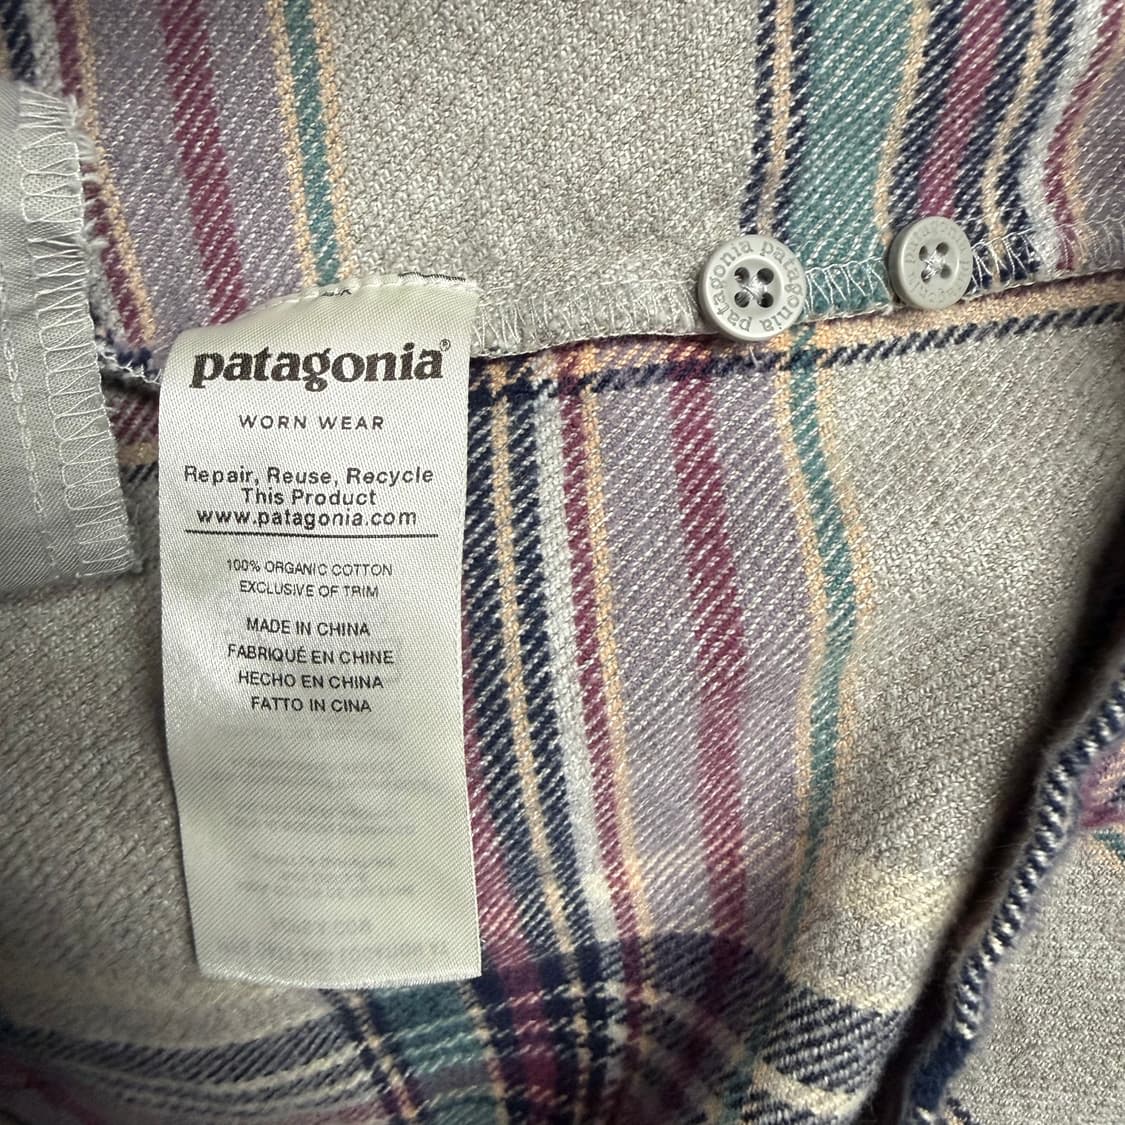 patagonia®
WORN WEAR
Repair, Reuse, Recycle
This Product
www.patagonia.com
100% ORGANIC COTTON
EXCLUSIVE OF TRIM
MADE IN CHINA
FABRIQUÉ EN CHINE
HECHO EN CHINA
FATTO IN CINA
patagonia patagonia
patagonia